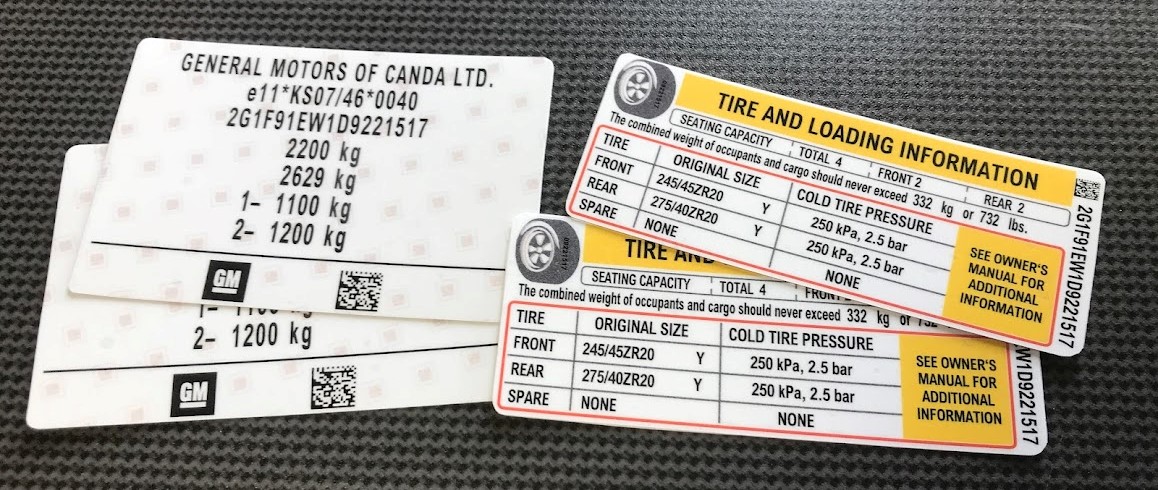 GENERAL MOTORS OF CANDA LTD.
e11*KS07/46*0040
2G1F91EW1D9221517
2200 kg
2629 kg
1- 1100 kg
2- 1200 kg
GM
2- 1200 kg
GM
TIRE AND LOADING INFORMATION
SEATING CAPACITY TOTAL 4 FRONT 2 REAR 2
The combined weight of occupants and cargo should never exceed 332 kg or 732 lbs.
TIRE ORIGINAL SIZE COLD TIRE PRESSURE
FRONT 245/45ZR20 Y 250 kPa, 2.5 bar
REAR 275/40ZR20 Y 250 kPa, 2.5 bar
SPARE NONE NONE
SEE OWNER'S
MANUAL FOR
ADDITIONAL
INFORMATION
2G1F91EW1D9221517
TIRE AND
SEATING CAPACITY TOTAL 4
The combined weight of occupants and cargo should never exceed 332 kg or
TIRE ORIGINAL SIZE COLD TIRE PRESSURE
FRONT 245/45ZR20 Y 250 kPa, 2.5 bar
REAR 275/40ZR20 Y 250 kPa, 2.5 bar
SPARE NONE NONE
SEE OWNER'S
MANUAL FOR
ADDITIONAL
INFORMATION
W1D9221517